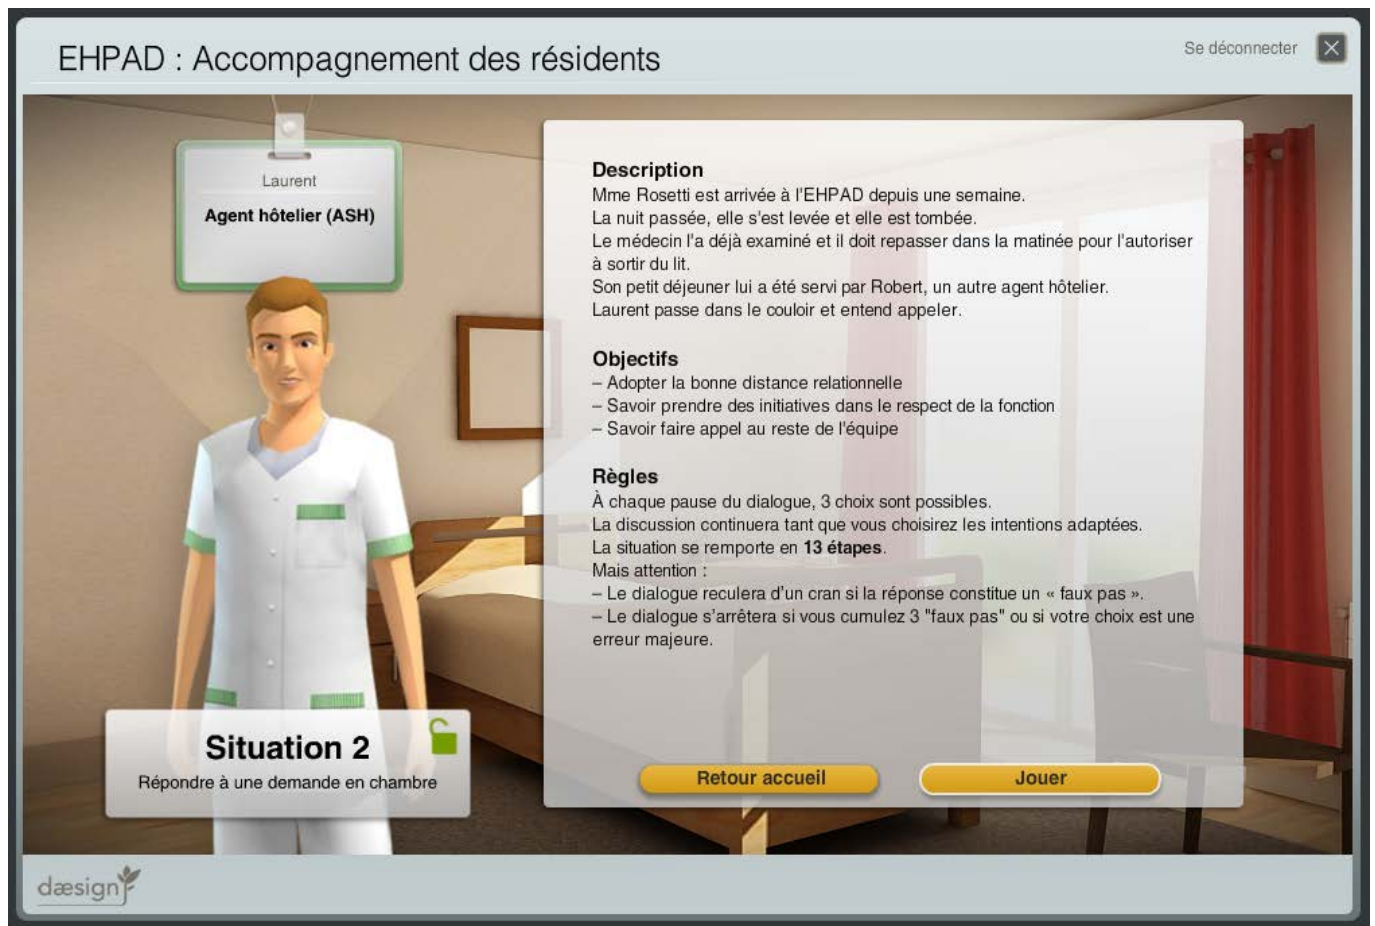 EHPAD : Accompagnement des résidents
Se déconnecter
Laurent
Agent hôtelier (ASH)
Description
Mme Rosetti est arrivée à l'EHPAD depuis une semaine.
La nuit passée, elle s'est levée et elle est tombée.
Le médecin l'a déjà examiné et il doit repasser dans la matinée pour l'autoriser
à sortir du lit.
Son petit déjeuner lui a été servi par Robert, un autre agent hôtelier.
Laurent passe dans le couloir et entend appeler.
Objectifs
– Adopter la bonne distance relationnelle
– Savoir prendre des initiatives dans le respect de la fonction
– Savoir faire appel au reste de l'équipe
Règles
À chaque pause du dialogue, 3 choix sont possibles.
La discussion continuera tant que vous choisirez les intentions adaptées.
La situation se remporte en 13 étapes.
Mais attention :
– Le dialogue reculera d'un cran si la réponse constitue un « faux pas ».
– Le dialogue s'arrêtera si vous cumulez 3 "faux pas" ou si votre choix est une
erreur majeure.
Situation 2
Répondre à une demande en chambre
Retour accueil
Jouer
dæsign